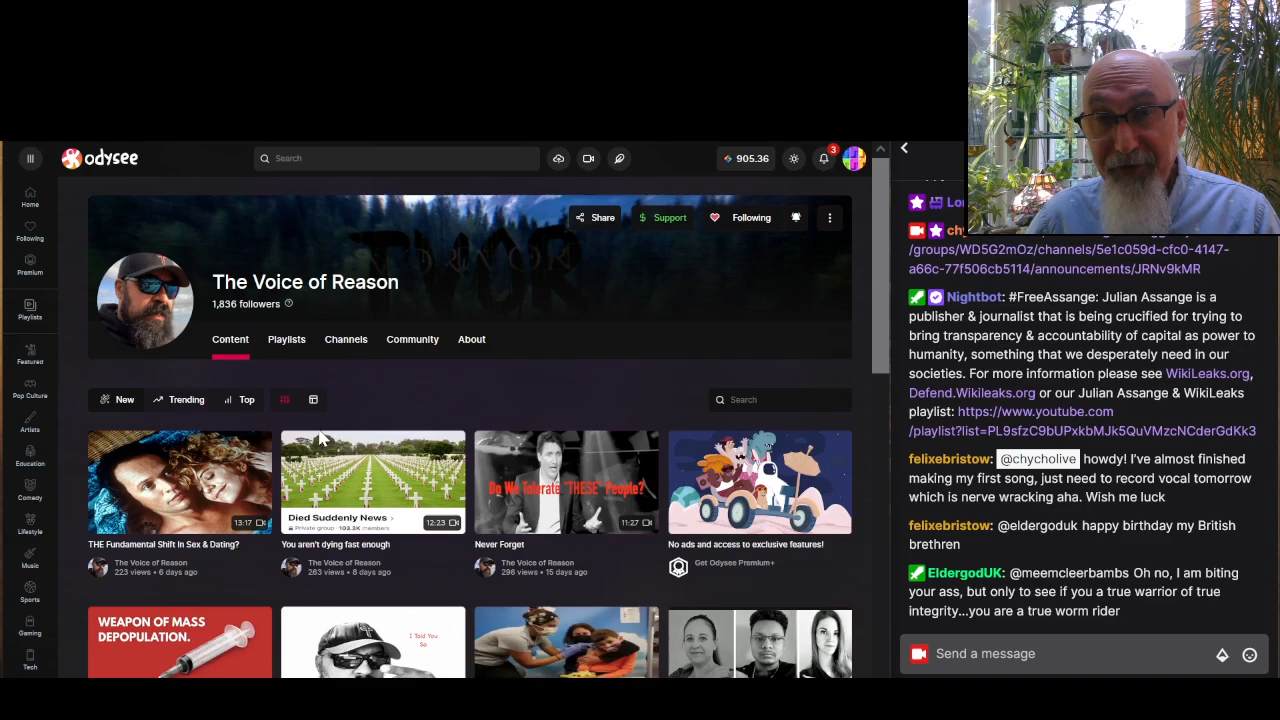 odysee
Search
905.36
3
Home
Following
Premium
Playlists
Featured
Pop Culture
Artists
Education
Comedy
Lifestyle
Music
Sports
Gaming
Tech
Share
Support
Following
The Voice of Reason
1,836 followers
Content
Playlists
Channels
Community
About
New
Trending
Top
Search
13:17
THE Fundamental Shift In Sex & Dating?
The Voice of Reason
223 views • 6 days ago
Died Suddenly News
Private group · 103.3K members
12:23
You aren't dying fast enough
The Voice of Reason
263 views • 8 days ago
Do We Tolerate "THESE" People?
11:27
Never Forget
The Voice of Reason
296 views • 15 days ago
No ads and access to exclusive features!
Get Odysee Premium+
WEAPON OF MASS
DEPOPULATION.
I Told You
So
/groups/WD5G2mOz/channels/5e1c059d-cfc0-4147-
a66c-77f506cb5114/announcements/JRNv9kMR
Nightbot: #FreeAssange: Julian Assange is a
publisher & journalist that is being crucified for trying to
bring transparency & accountability of capital as power to
humanity, something that we desperately need in our
societies. For more information please see WikiLeaks.org,
Defend.Wikileaks.org or our Julian Assange & WikiLeaks
playlist: https://www.youtube.com
/playlist?list=PL9sfzC9bUPxkbMJk5QuVMzcNCderGdKk3
felixebristow: @chycholive howdy! I've almost finished
making my first song, just need to record vocal tomorrow
which is nerve wracking aha. Wish me luck
felixebristow: @eldergoduk happy birthday my British
brethren
EldergodUK: @meemcleerbambs Oh no, I am biting
your ass, but only to see if you a true warrior of true
integrity...you are a true worm rider
Send a message